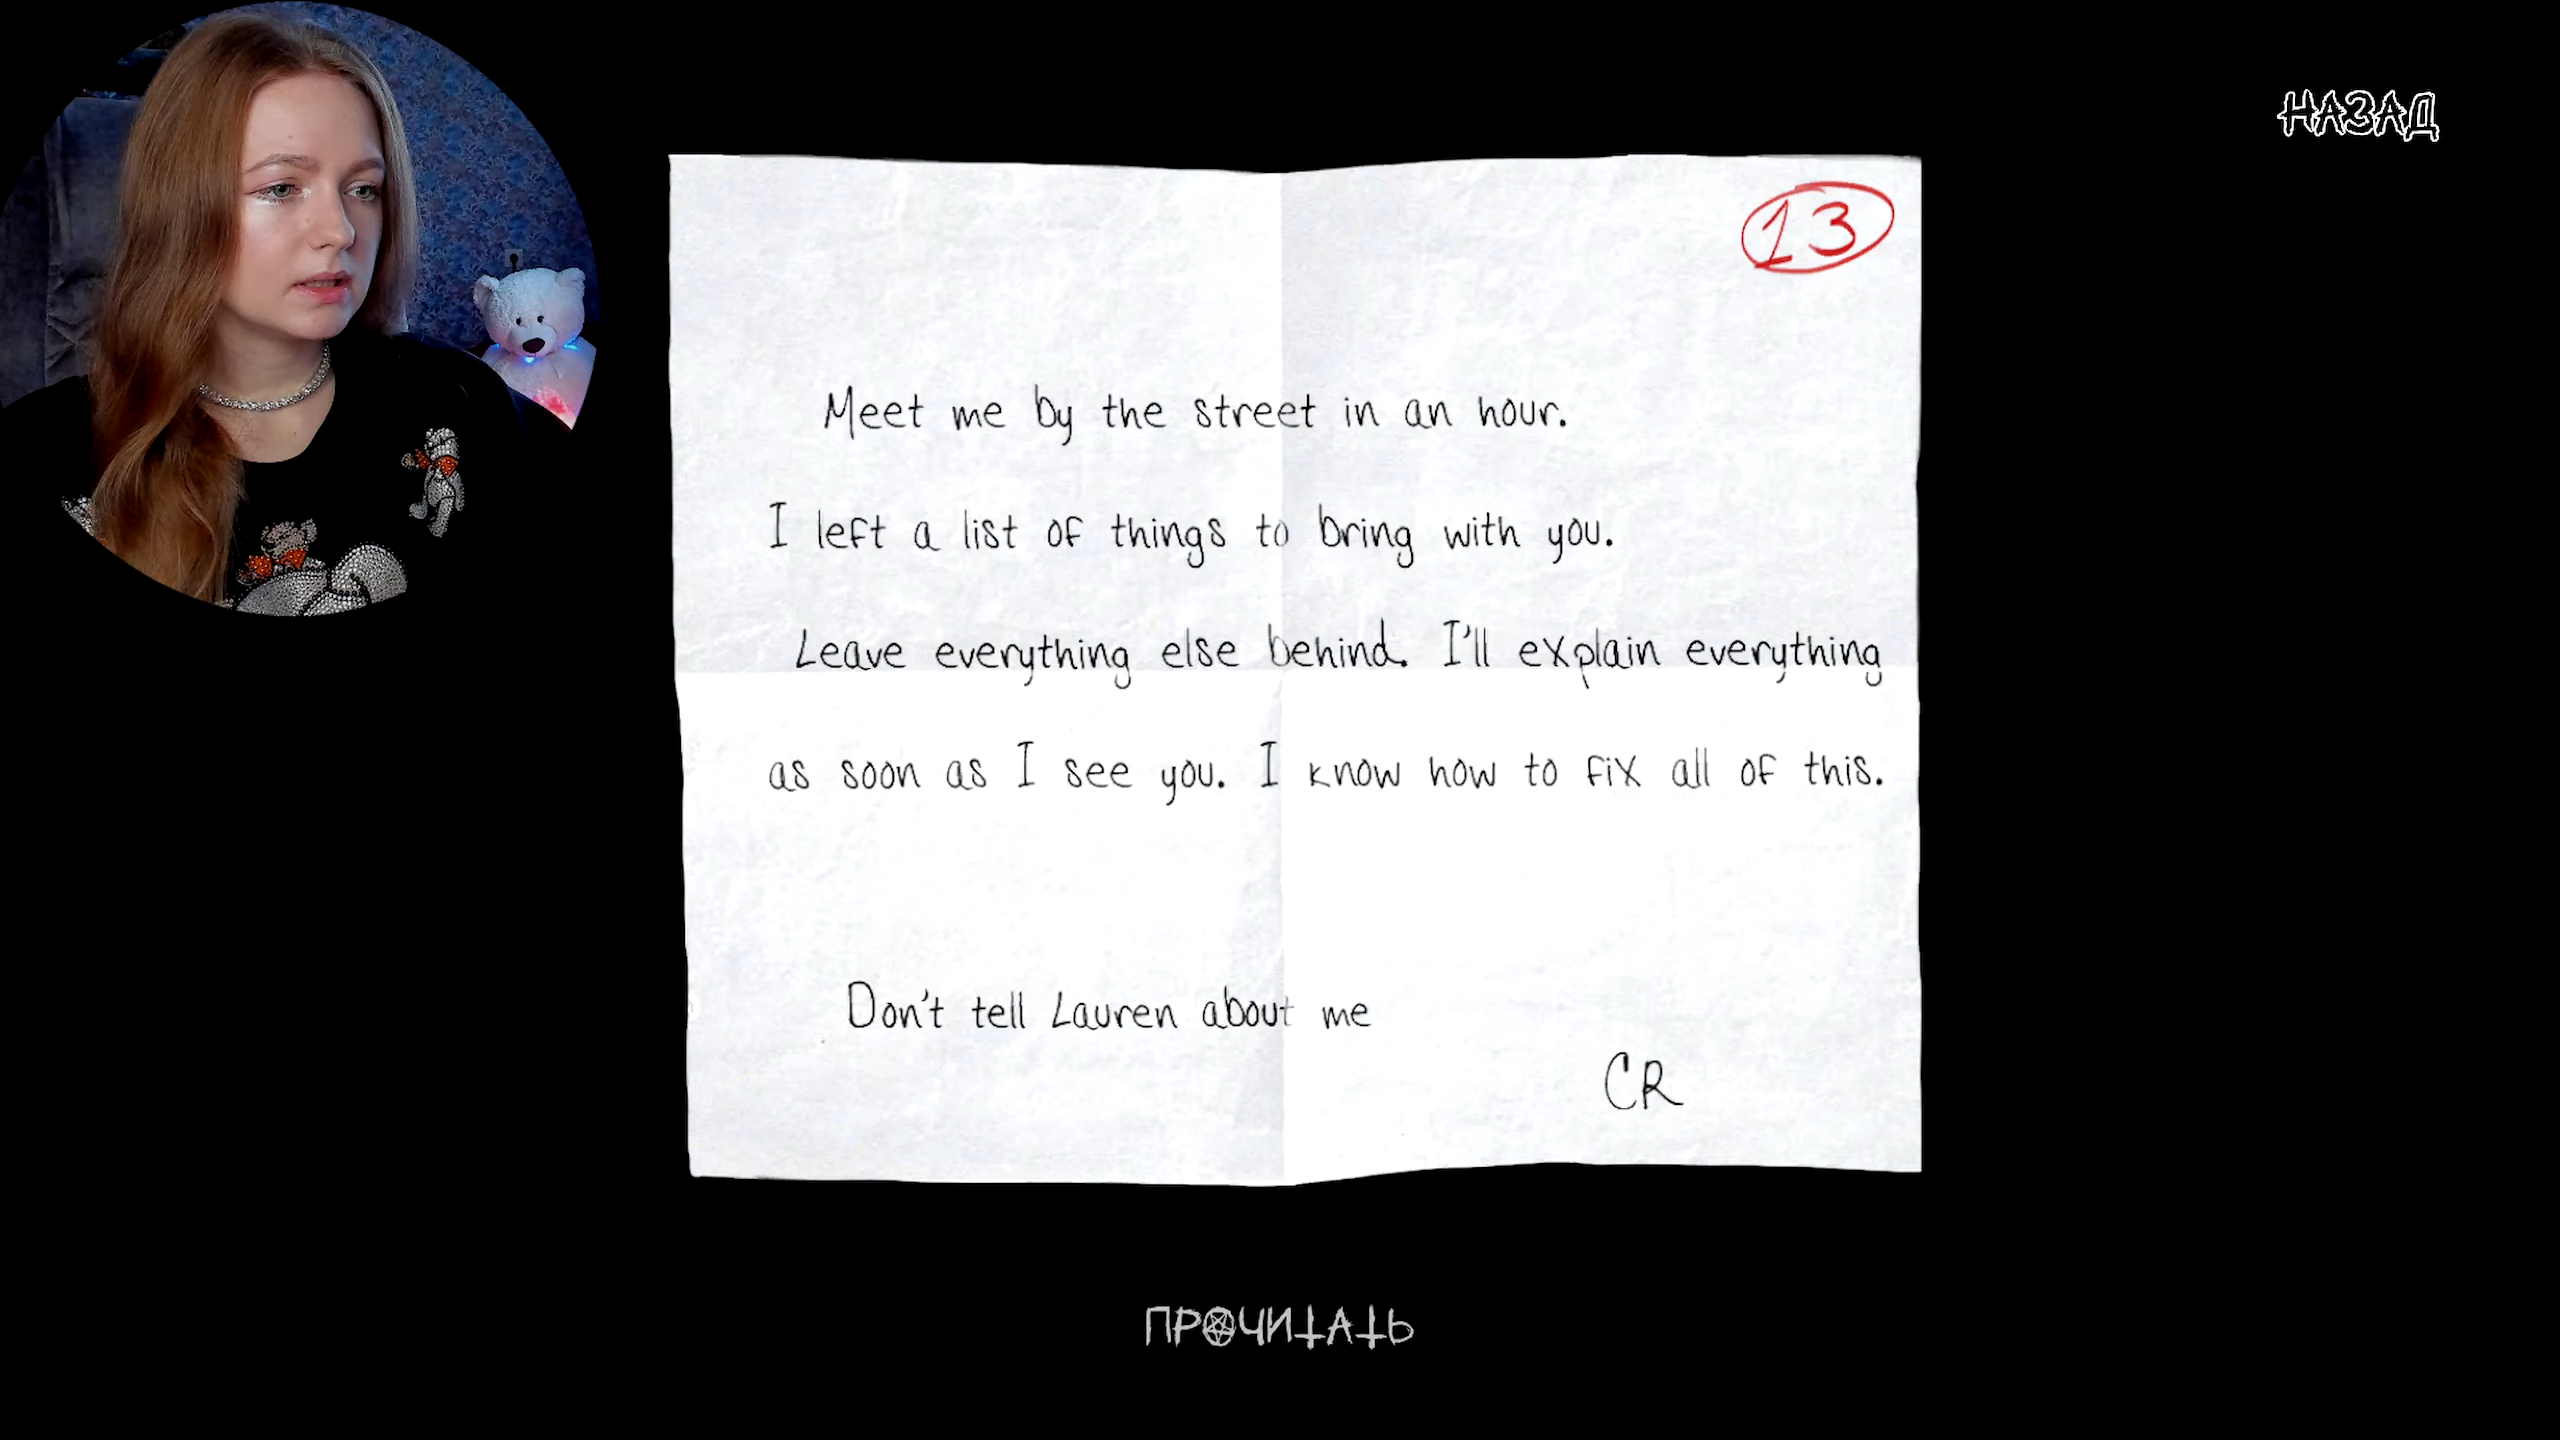 НАЗАД
13
Meet me by the street in an hour.
I left a list of things to bring with you.
Leave everything else behind. I'll explain everything
as soon as I see you. I know how to fix all of this.
Don't tell Lauren about me
CR
ПРОЧИТАТЬ